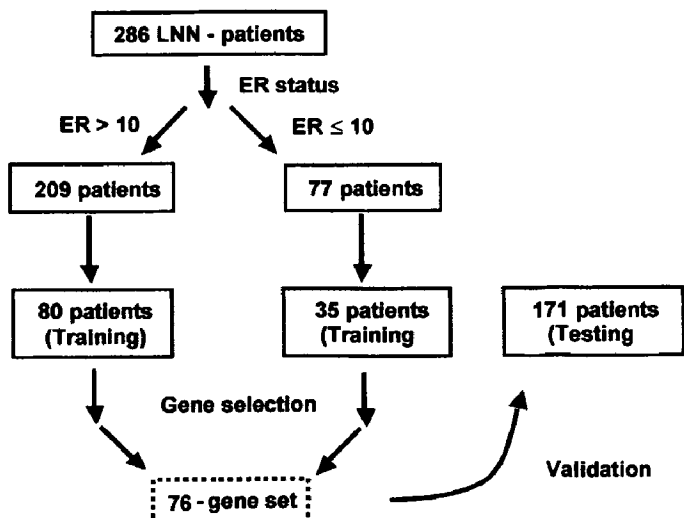 286 LNN - patients
ER status
ER > 10
ER ≤ 10
209 patients
77 patients
80 patients
(Training)
35 patients
(Training
171 patients
(Testing
Gene selection
76 - gene set
Validation